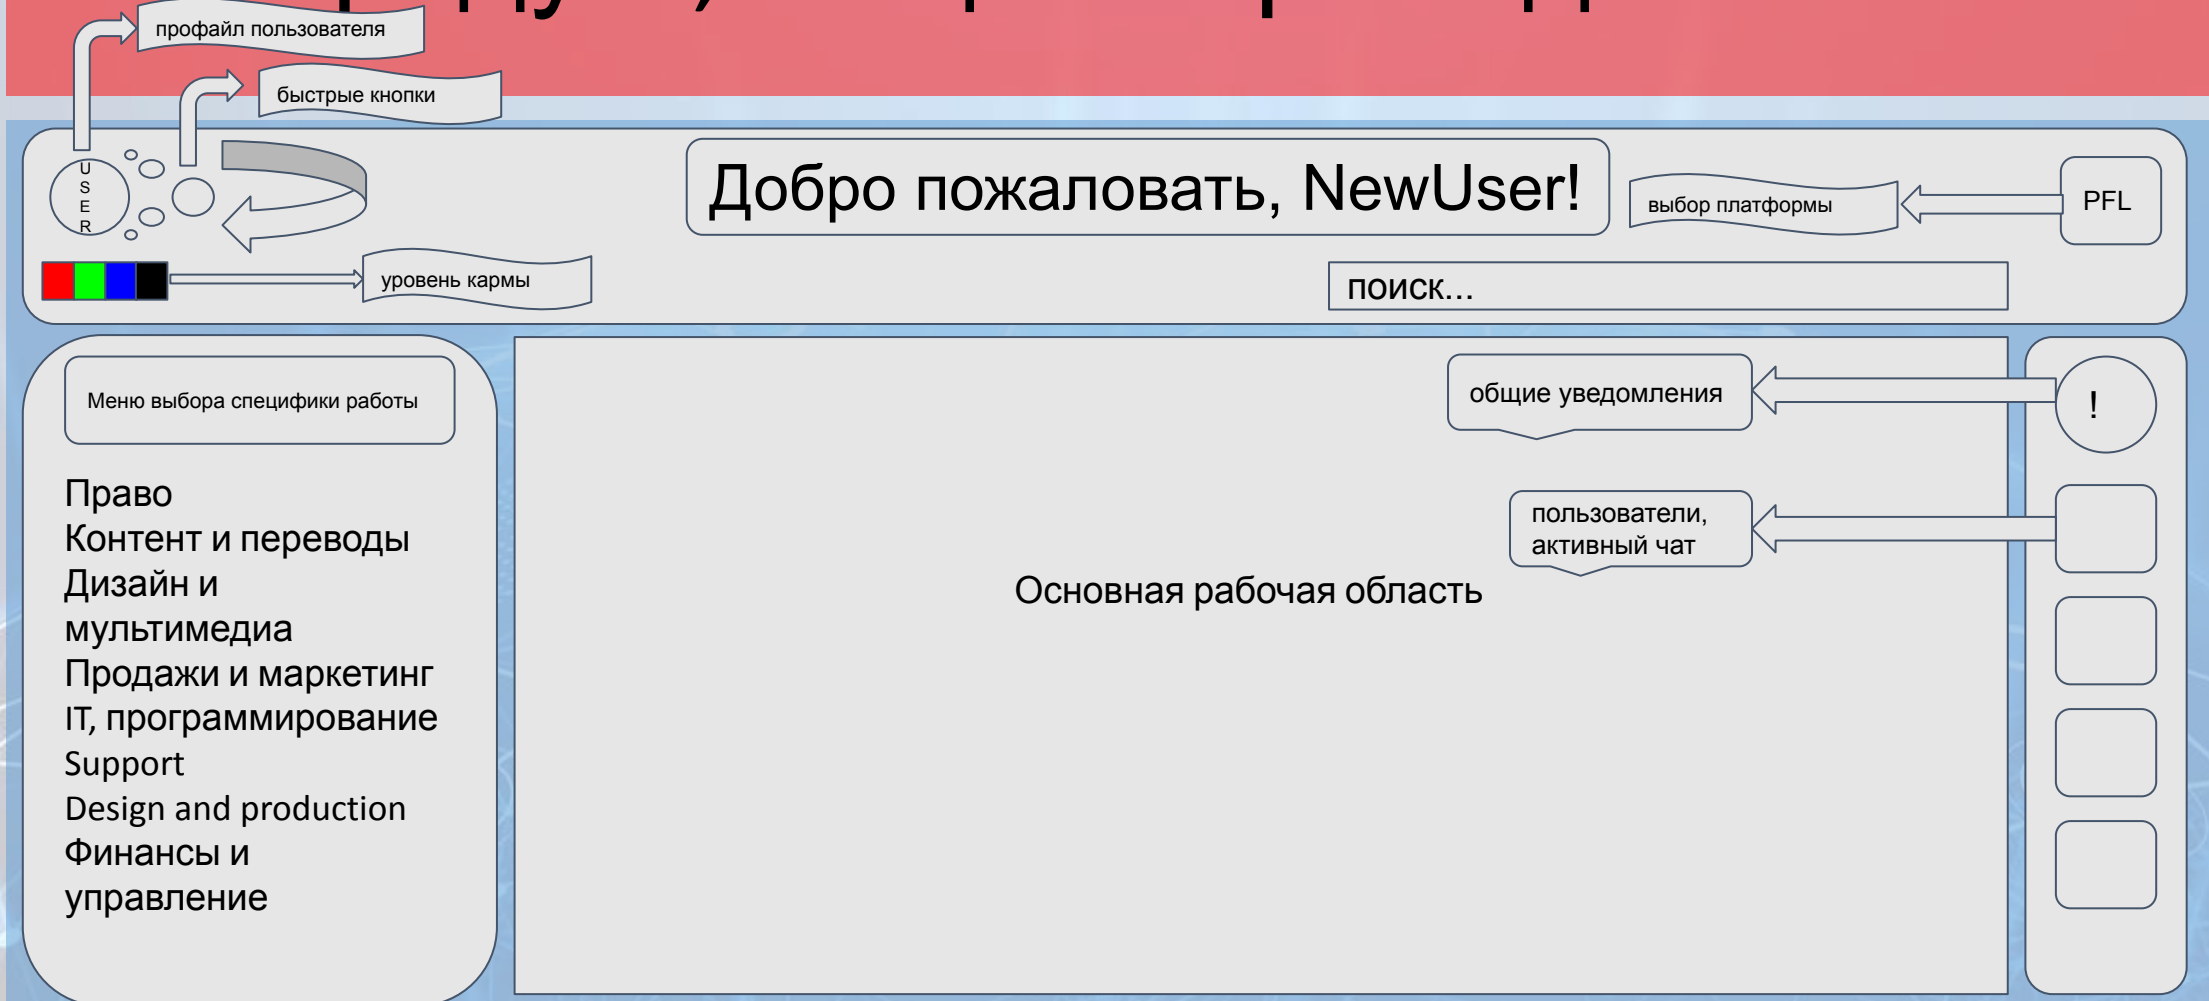 профайл пользователя
быстрые кнопки
U
S
E
R
Добро пожаловать, NewUser!
выбор платформы
PFL
уровень кармы
поиск...
Меню выбора специфики работы
общие уведомления
!
Право
Контент и переводы
Дизайн и
мультимедиа
Продажи и маркетинг
IT, программирование
Support
Design and production
Финансы и
управление
пользователи,
активный чат
Основная рабочая область